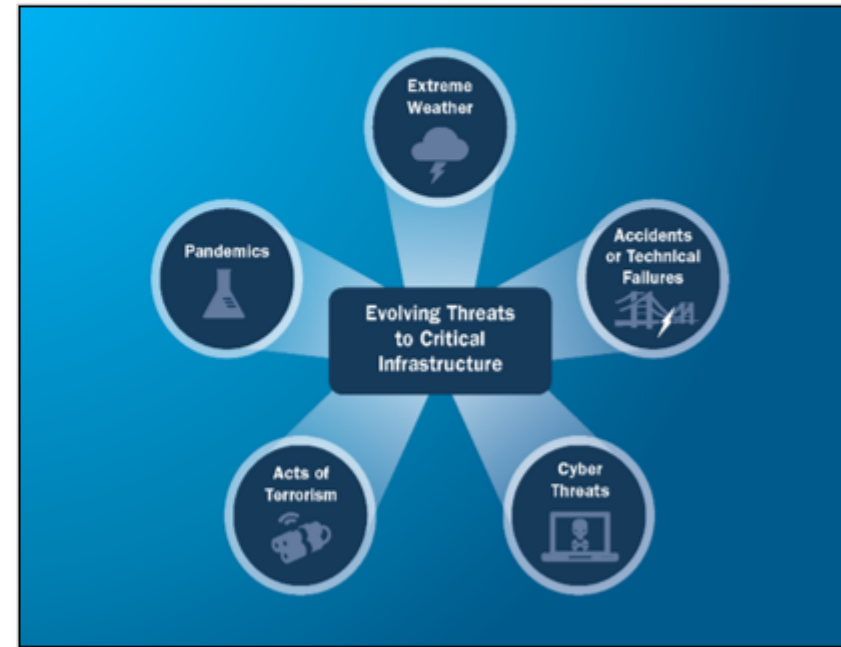 Extreme
Weather
Pandemics
Accidents
or Technical
Failures
Evolving Threats
to Critical
Infrastructure
Acts of
Terrorism
Cyber
Threats